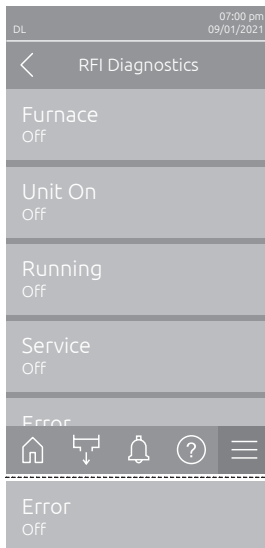 07:00 pm
DL 09/01/2021
RFI Diagnostics
Furnace
Off
Unit On
Off
Running
Off
Service
Off
Error
?
Error
Off